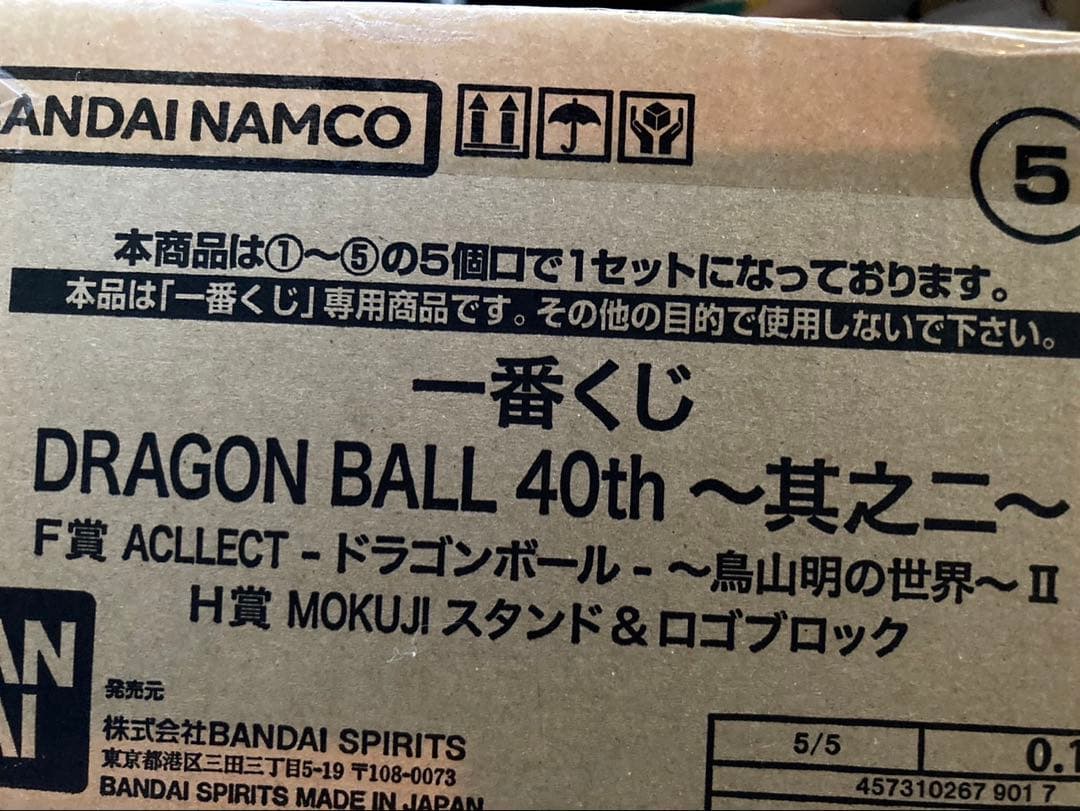 BANDAI NAMCO
5
本商品は①～⑤の5個口で1セットになっております。
本品は「一番くじ」専用商品です。その他の目的で使用しないで下さい。
一番くじ
DRAGON BALL 40th ～其之二～
F賞 ACLLECT - ドラゴンボール - ～鳥山明の世界～ II
H賞 MOKUJI スタンド＆ロゴブロック
BANDAI
発売元
株式会社BANDAI SPIRITS
東京都港区三田三丁目5-19 〒108-0073
BANDAI SPIRITS MADE IN JAPAN
5/5
0.1
457310267 901 7